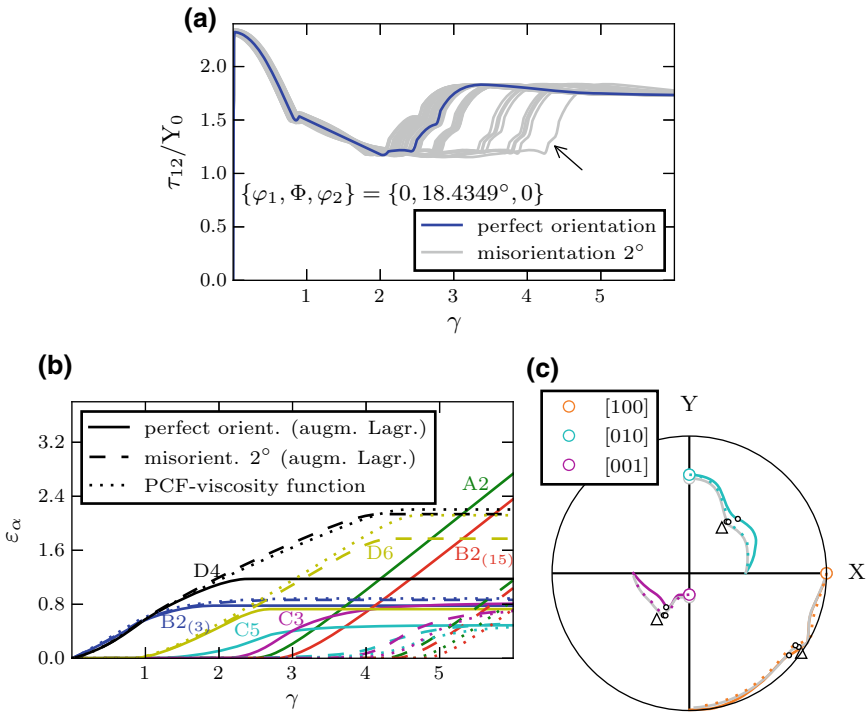 (a)
τ12/Y0
2.0
1.5
1.0
0.5
0.0
{φ1, Φ, φ2} = {0, 18.4349°, 0}
perfect orientation
misorientation 2°
1 2 3 4 5
γ
(b)
εα
3.2
2.4
1.6
0.8
0.0
perfect orient. (augm. Lagr.)
misorient. 2° (augm. Lagr.)
PCF-viscosity function
A2
D6
B2(15)
D4
B2(3)
C5
C3
1 2 3 4 5
γ
(c)
[100]
[010]
[001]
Y
X